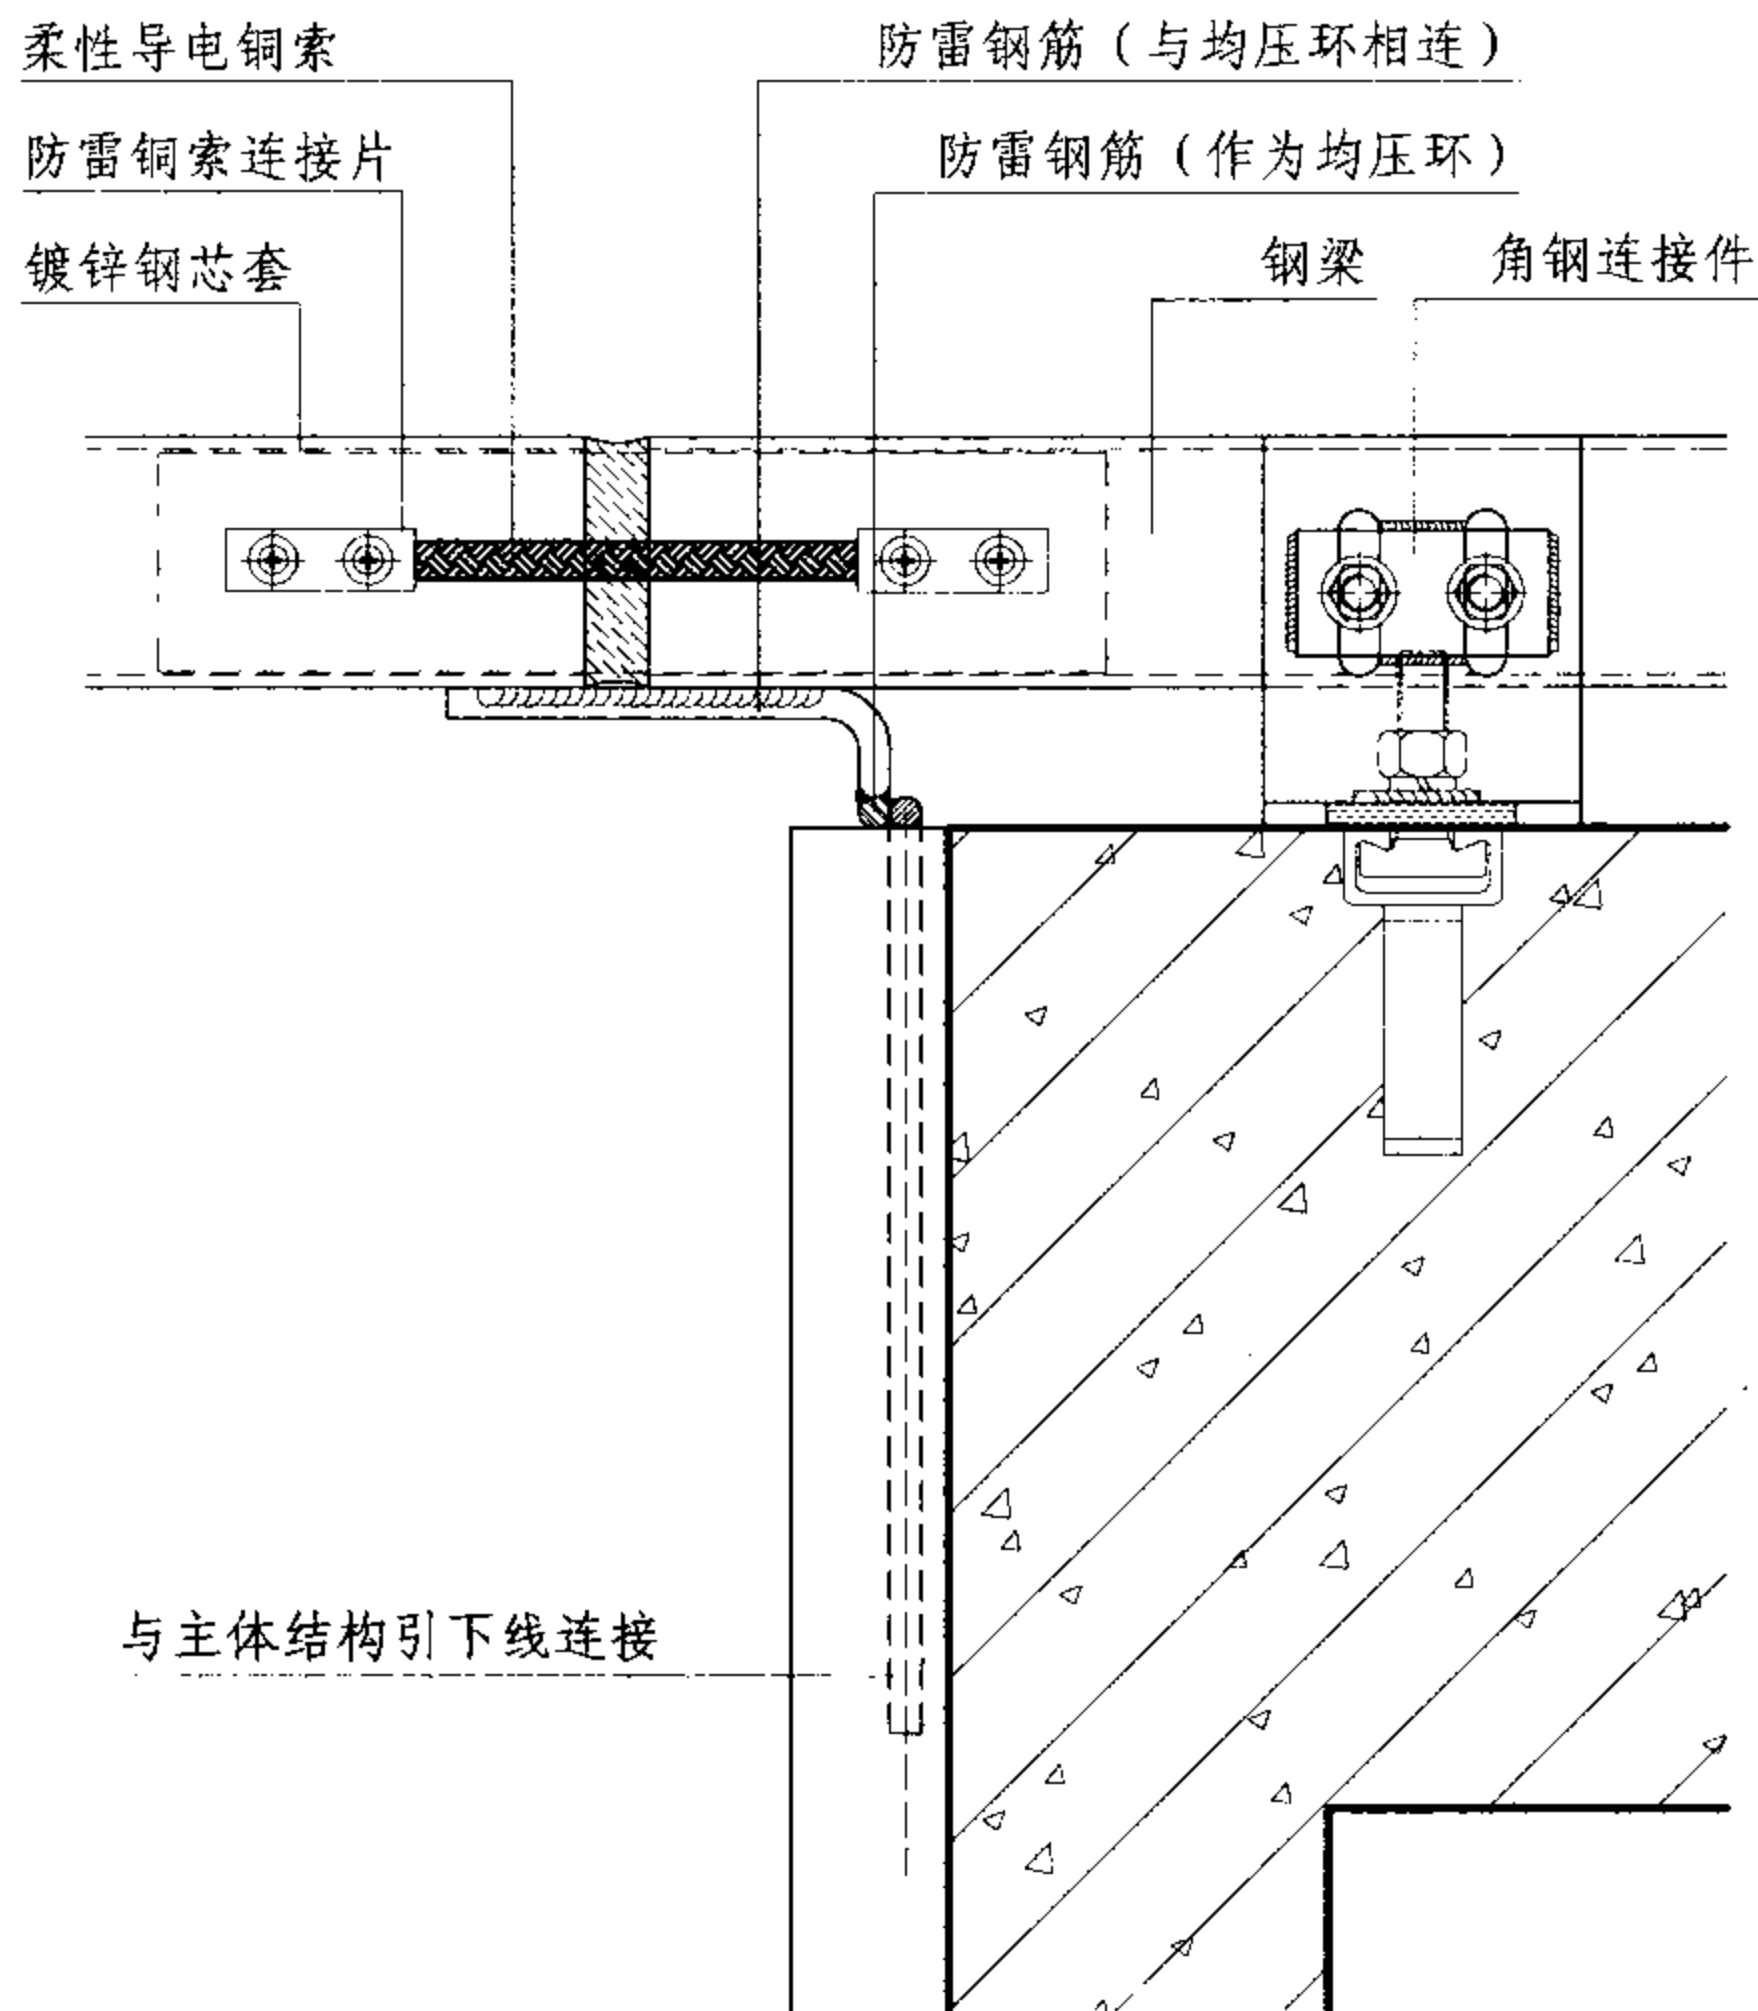 柔性导电铜索
防雷钢筋（与均压环相连）
防雷铜索连接片
防雷钢筋（作为均压环）
镀锌钢芯套
钢梁
角钢连接件
与主体结构引下线连接